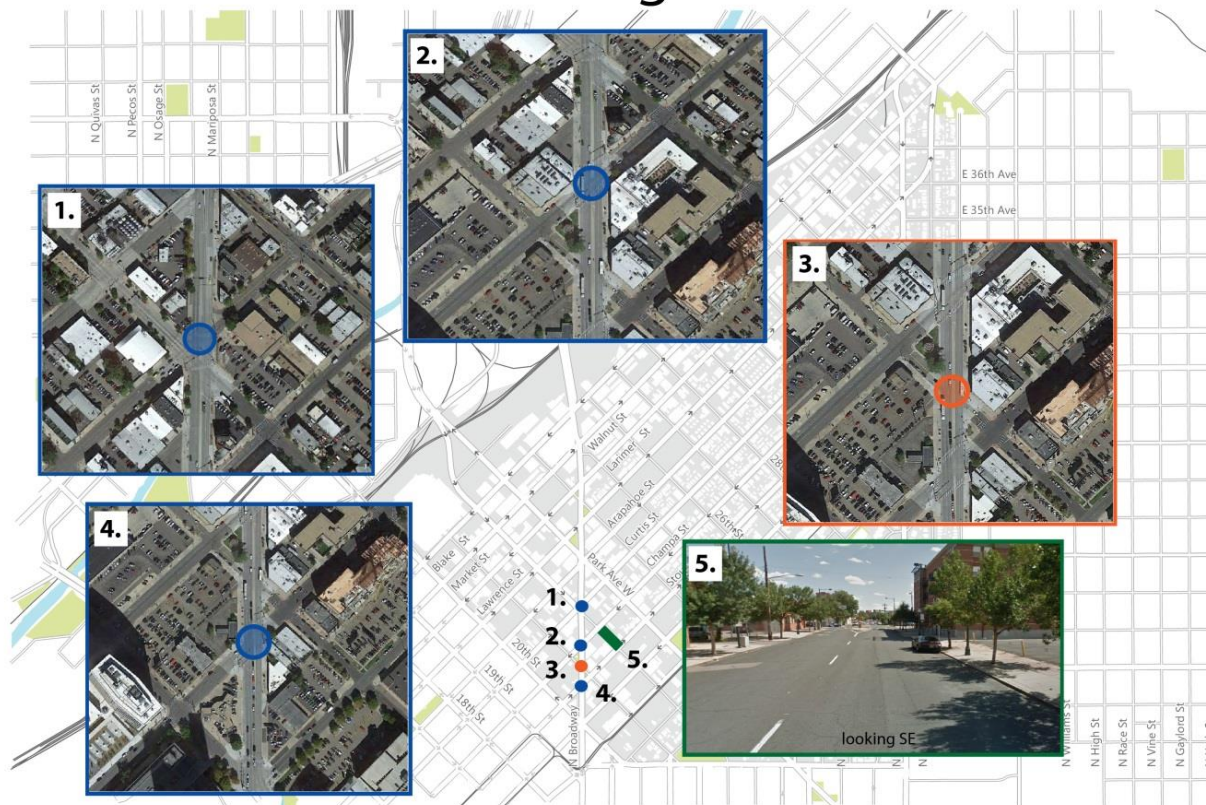 2.
N Quivas St
N Pecos St
N Osage St
N Mariposa St
E 36th Ave
E 35th Ave
1.
3.
Walnut St
Larimer St
28th
Arapahoe St
Curtis St
Champa St
26th St
4.
Blake St
Market St
Lawrence St
Park Ave W
5.
1.
20th St
2.
3.
5.
19th St
4.
18th St
N Broadway
looking SE
N Williams St
N High St
N Race St
N Vine St
N Gaylord St